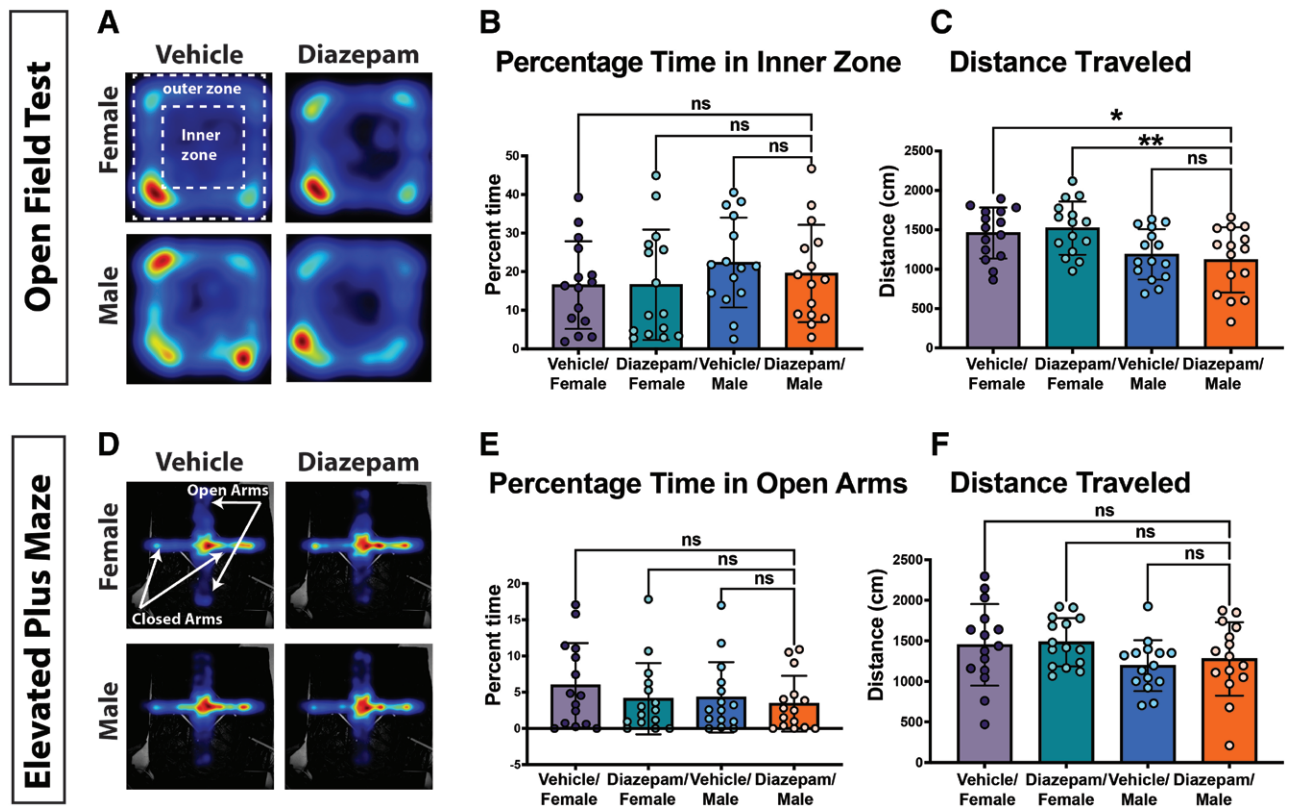 Open Field Test
A
Vehicle
Diazepam
Female
Male
outer zone
Inner
zone
B
Percentage Time in Inner Zone
ns
ns
ns
Percent time
50
40
30
20
10
0
Vehicle/ Diazepam/ Vehicle/ Diazepam/
Female Female Male Male
C
Distance Traveled
*
**
ns
Distance (cm)
2500
2000
1500
1000
500
0
Vehicle/ Diazepam/ Vehicle/ Diazepam/
Female Female Male Male
Elevated Plus Maze
D
Vehicle
Diazepam
Female
Male
Open Arms
Closed Arms
E
Percentage Time in Open Arms
ns
ns
ns
Percent time
20
15
10
5
0
-5
Vehicle/ Diazepam/ Vehicle/ Diazepam/
Female Female Male Male
F
Distance Traveled
ns
ns
ns
Distance (cm)
2500
2000
1500
1000
500
0
Vehicle/ Diazepam/ Vehicle/ Diazepam/
Female Female Male Male